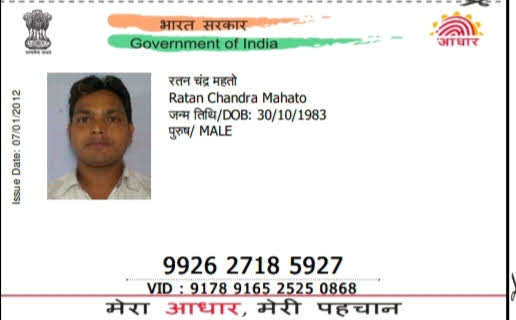 भारत सरकार
Government of India
आधार
Issue Date: 07/01/2012
रतन चंद्र महतो
Ratan Chandra Mahato
जन्म तिथि/DOB: 30/10/1983
पुरुष/ MALE
9926 2718 5927
VID : 9178 9165 2525 0868
मेरा आधार, मेरी पहचान